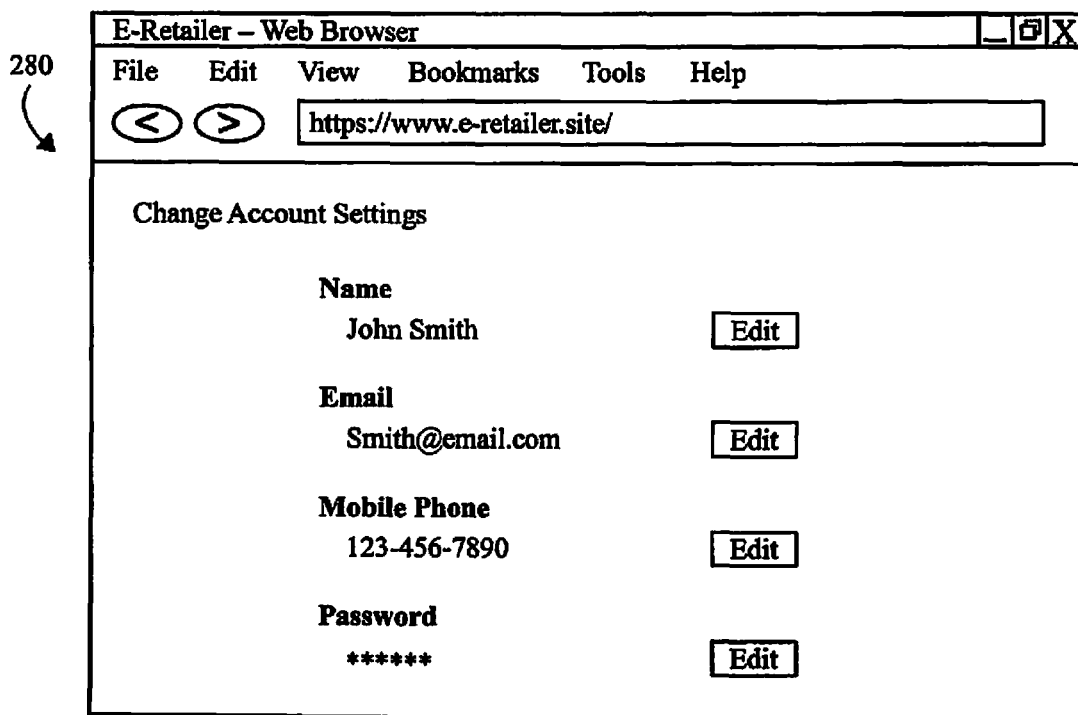 E-Retailer – Web Browser
280
File Edit View Bookmarks Tools Help
< > https://www.e-retailer.site/
Change Account Settings
Name
John Smith Edit
Email
Smith@email.com Edit
Mobile Phone
123-456-7890 Edit
Password
****** Edit